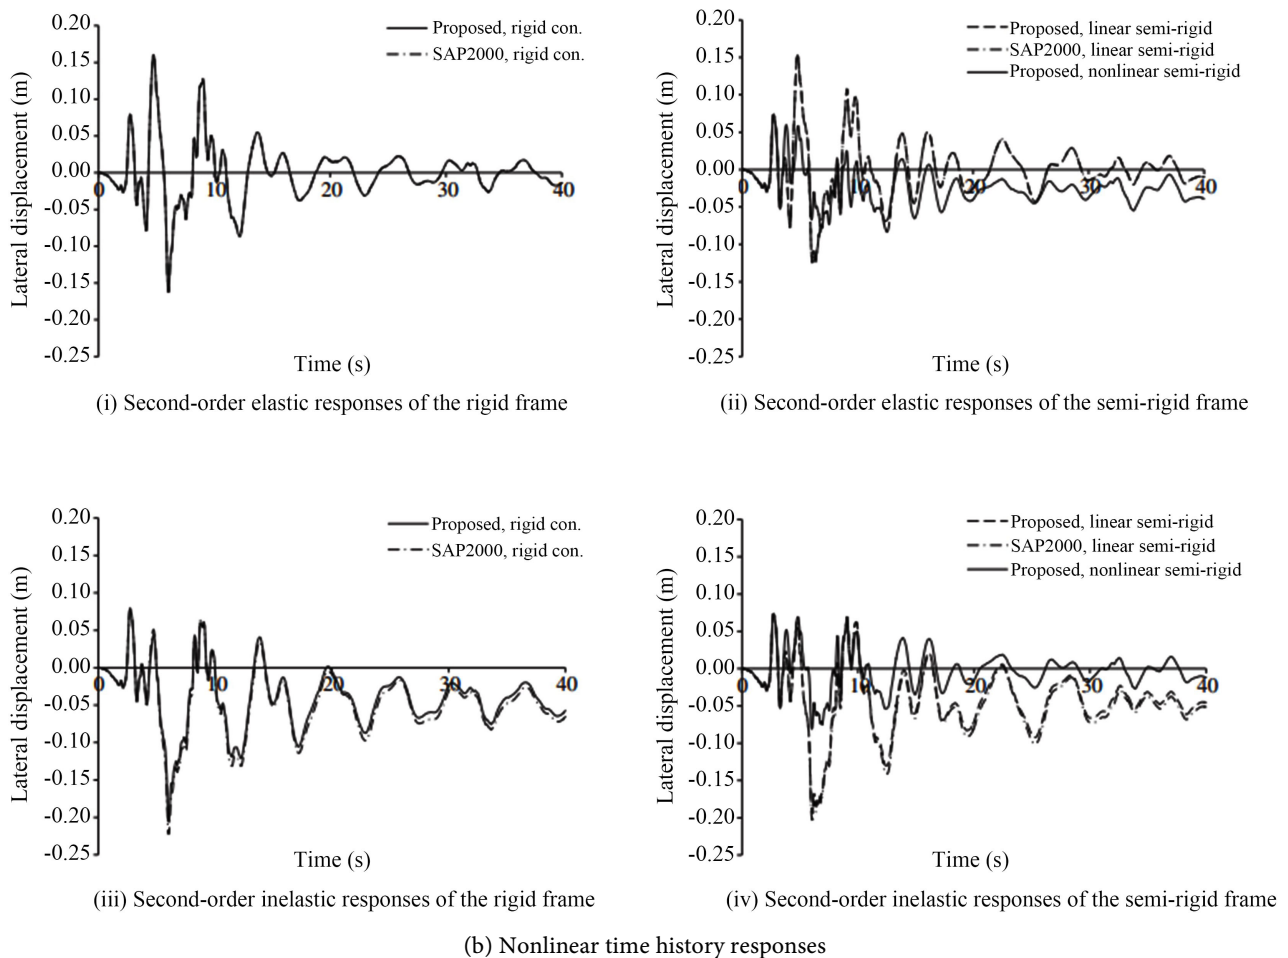 0.20
0.15
0.10
0.05
0.00
-0.05
-0.10
-0.15
-0.20
-0.25
Lateral displacement (m)
Proposed, rigid con.
SAP2000, rigid con.
0
10
20
30
40
Time (s)
(i) Second-order elastic responses of the rigid frame
0.20
0.15
0.10
0.05
0.00
-0.05
-0.10
-0.15
-0.20
-0.25
Lateral displacement (m)
Proposed, linear semi-rigid
SAP2000, linear semi-rigid
Proposed, nonlinear semi-rigid
0
10
20
30
40
Time (s)
(ii) Second-order elastic responses of the semi-rigid frame
0.20
0.15
0.10
0.05
0.00
-0.05
-0.10
-0.15
-0.20
-0.25
Lateral displacement (m)
Proposed, rigid con.
SAP2000, rigid con.
0
10
20
30
40
Time (s)
(iii) Second-order inelastic responses of the rigid frame
0.20
0.15
0.10
0.05
0.00
-0.05
-0.10
-0.15
-0.20
-0.25
Lateral displacement (m)
Proposed, linear semi-rigid
SAP2000, linear semi-rigid
Proposed, nonlinear semi-rigid
0
10
20
30
40
Time (s)
(iv) Second-order inelastic responses of the semi-rigid frame
(b) Nonlinear time history responses